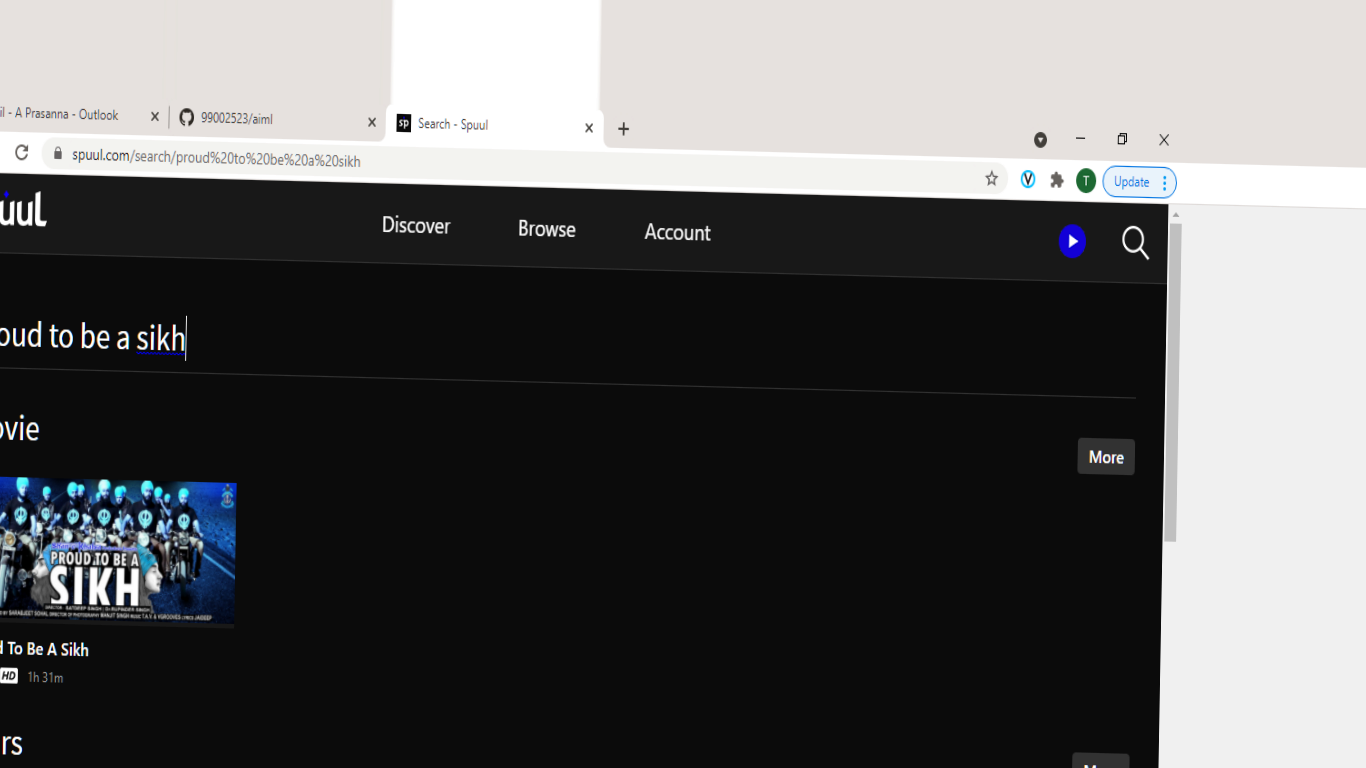 il - A Prasanna - Outlook
99002523/aiml
Search - Spuul
spuul.com/search/proud%20to%20be%20a%20sikh
T
Update
uul
Discover
Browse
Account
oud to be a sikh
ovie
More
PROUD TO BE A
SIKH
d To Be A Sikh
HD 1h 31m
rs